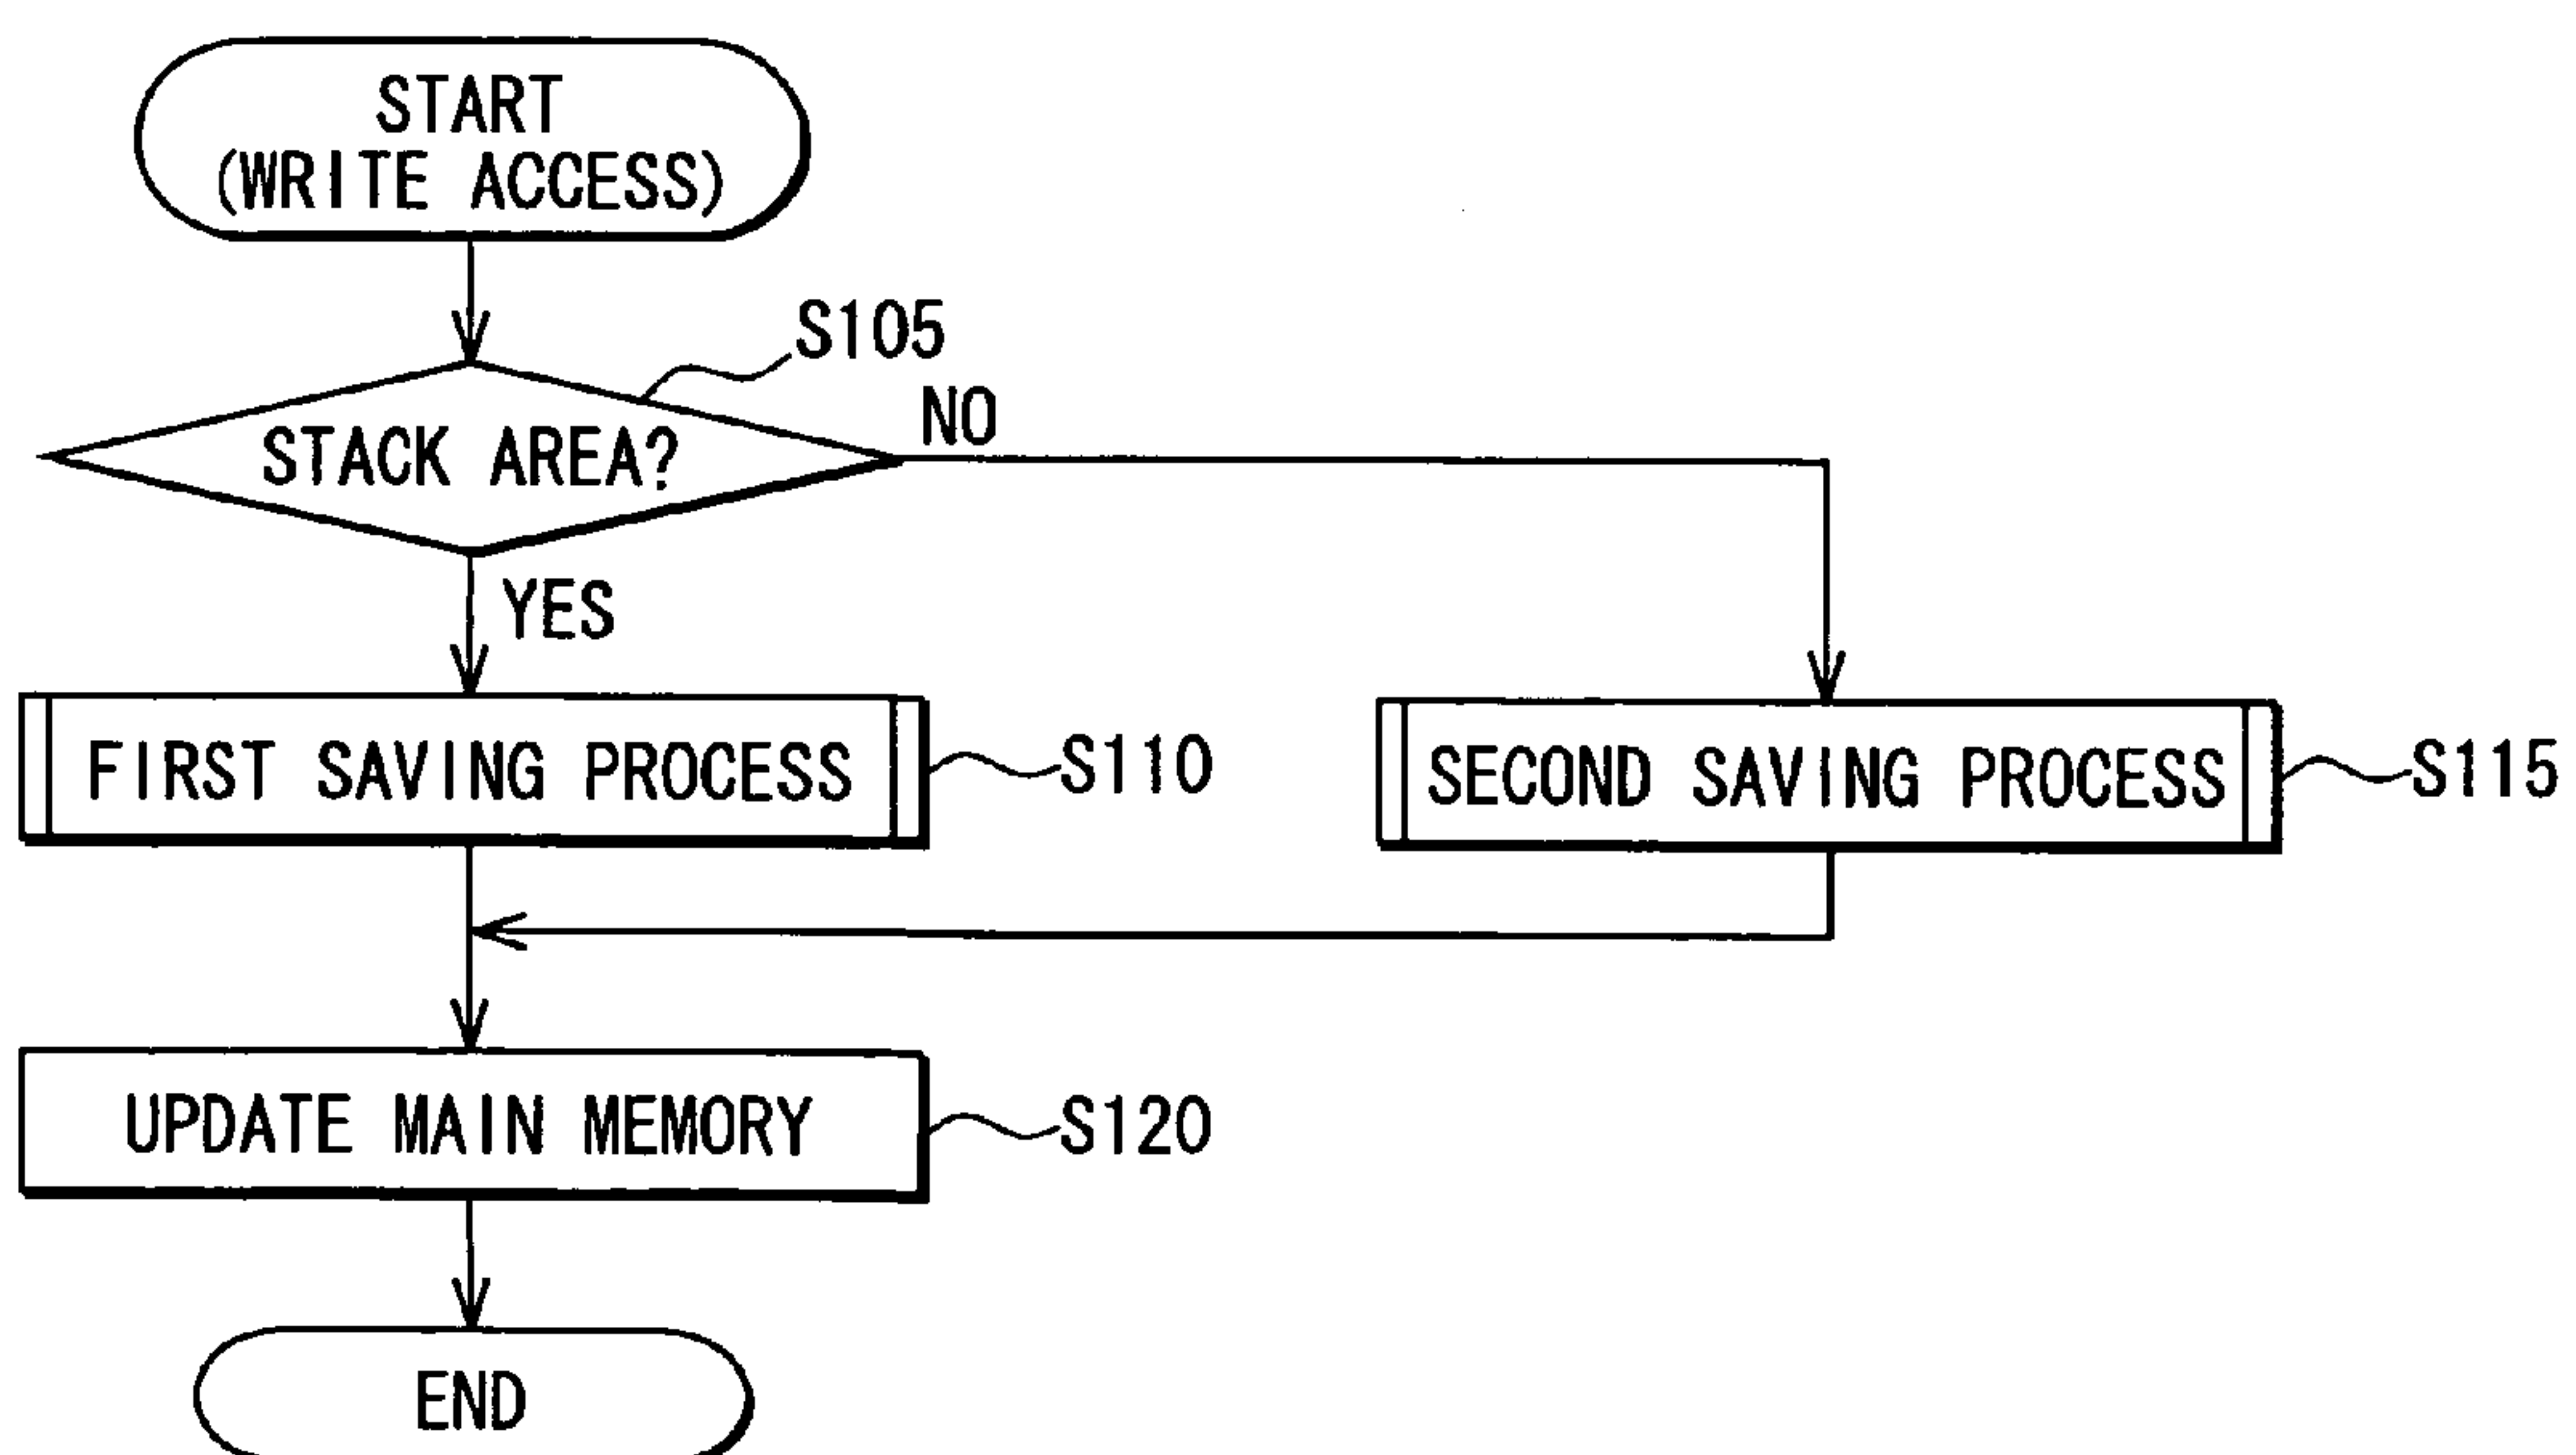 START
(WRITE ACCESS)
S105
STACK AREA?
NO
YES
FIRST SAVING PROCESS
S110
SECOND SAVING PROCESS
S115
UPDATE MAIN MEMORY
S120
END